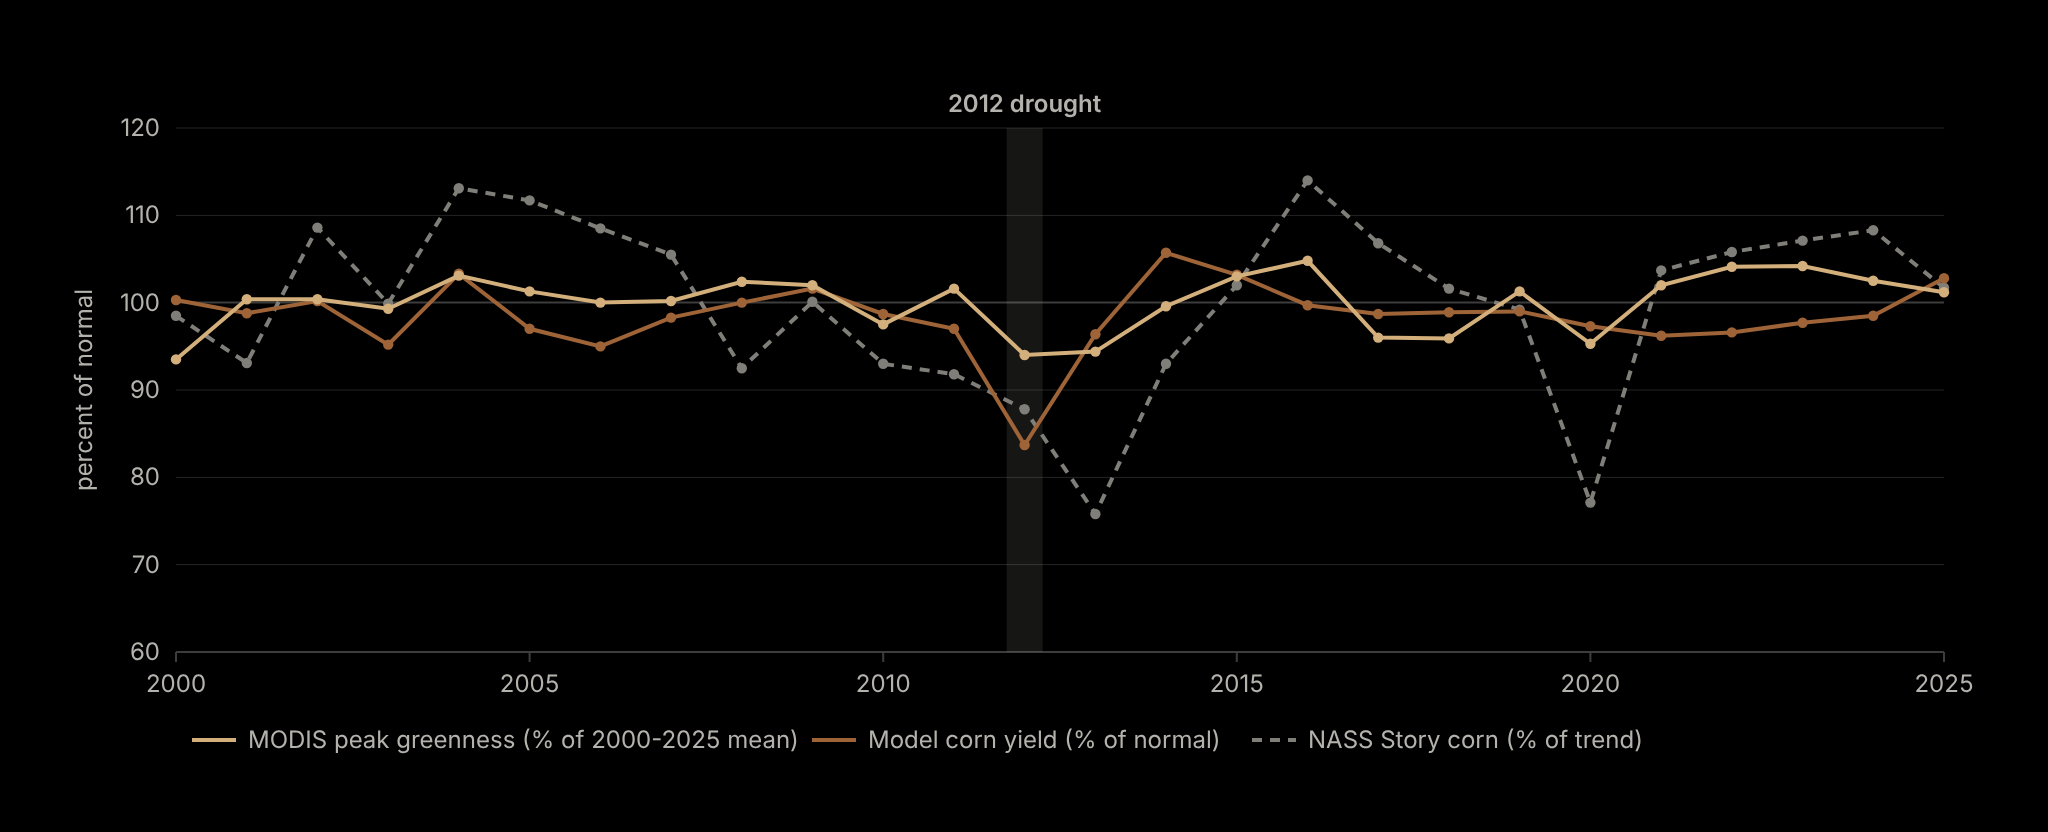 2012 drought
120
110
100
90
80
70
60
percent of normal
2000 2005 2010 2015 2020 2025
MODIS peak greenness (% of 2000-2025 mean) Model corn yield (% of normal) NASS Story corn (% of trend)